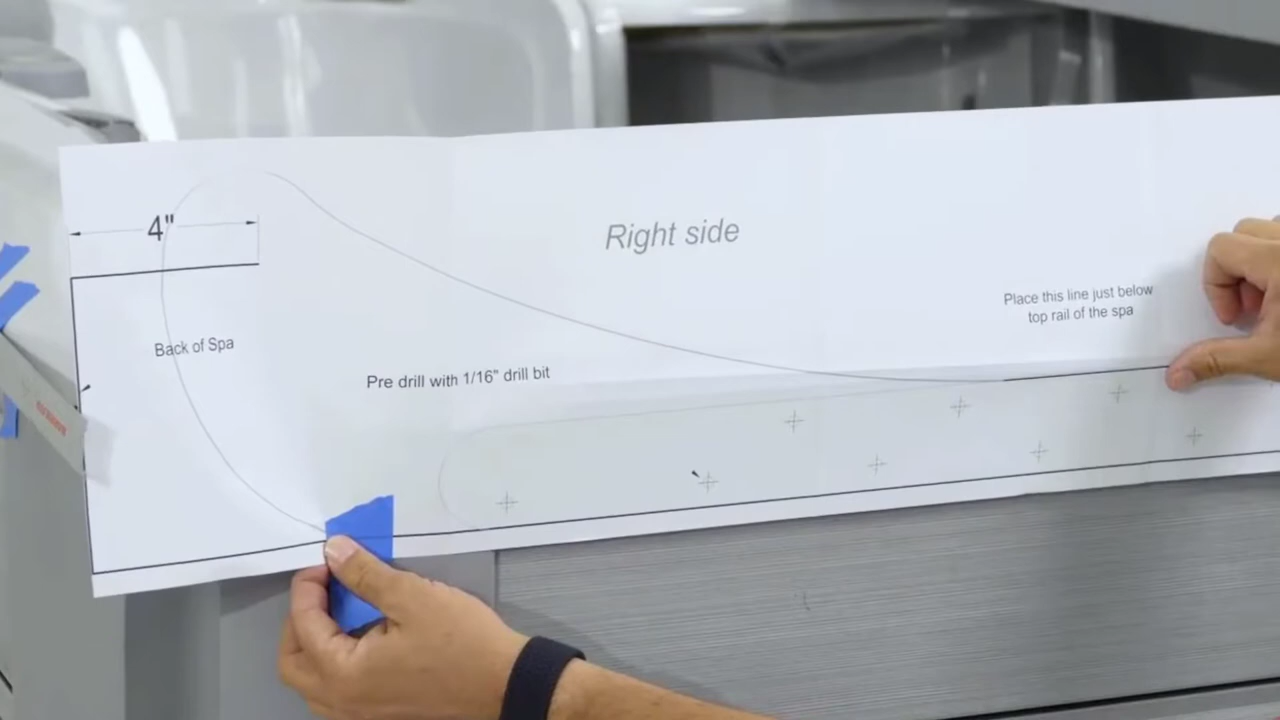 4"
Right side
Place this line just below
top rail of the spa
Back of Spa
Pre drill with 1/16" drill bit